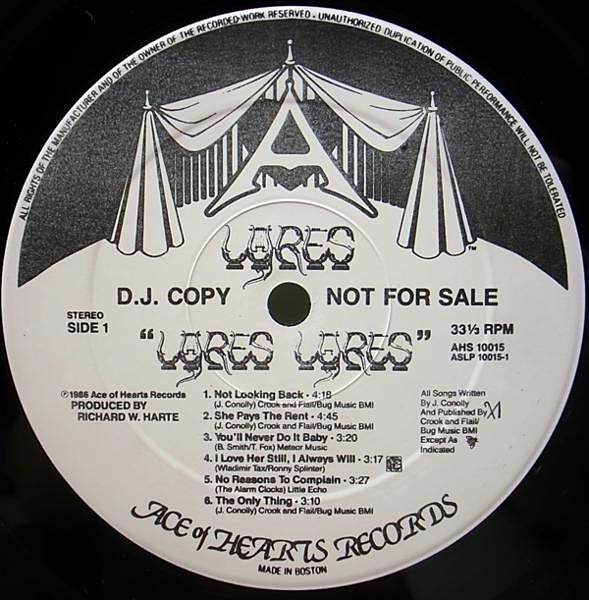 ALL RIGHTS OF THE MANUFACTURER AND OF THE OWNER OF THE RECORDED WORK RESERVED - UNAUTHORIZED DUPLICATION OF PUBLIC PERFORMANCE WILL NOT BE TOLERATED
A
TM
LYRES
D.J. COPY NOT FOR SALE
STEREO
SIDE 1
"LYRES LYRES"
33⅓ RPM
AHS 10015
ASLP 10015-1
℗1986 Ace of Hearts Records
PRODUCED BY
RICHARD W. HARTE
1. Not Looking Back • 4:18
(J. Conolly) Crook and Flail/Bug Music BMI
2. She Pays The Rent • 4:45
(J. Conolly) Crook and Flail/Bug Music BMI
3. You'll Never Do It Baby • 3:20
(B. Smith/T. Fox) Meteor Music
4. I Love Her Still, I Always Will • 3:17
(Wladimir Tax/Ronny Splinter)
5. No Reasons To Complain • 3:27
(The Alarm Clocks) Little Echo
6. The Only Thing • 3:10
(J. Conolly) Crook and Flail/Bug Music BMI
All Songs Written
By J. Conolly
And Published By
Crook and Flail/
Bug Music BMI
Except As
Indicated
ACE of HEARTS RECORDS
MADE IN BOSTON